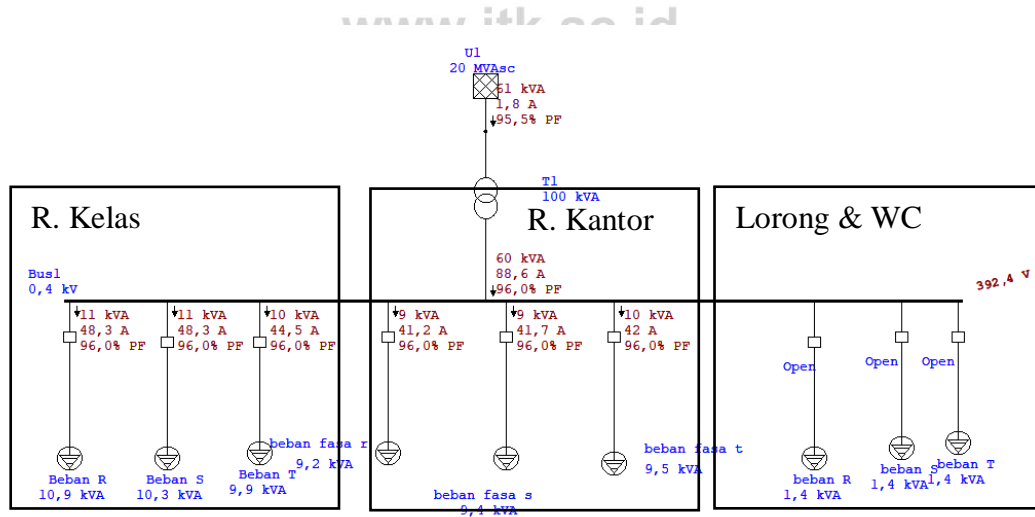 www.itk.ac.id
U1
20 MVAsc
61 kVA
1,8 A
95,5% PF
T1
100 kVA
R. Kelas
R. Kantor
Lorong & WC
60 kVA
88,6 A
96,0% PF
Bus1
0,4 kV
392,4 V
11 kVA
48,3 A
96,0% PF
11 kVA
48,3 A
96,0% PF
10 kVA
44,5 A
96,0% PF
9 kVA
41,2 A
96,0% PF
9 kVA
41,7 A
96,0% PF
10 kVA
42 A
96,0% PF
Open
Open
Open
Beban R
10,9 kVA
Beban S
10,3 kVA
Beban T
9,9 kVA
beban fasa r
9,2 kVA
beban fasa s
9,4 kVA
beban fasa t
9,5 kVA
beban R
1,4 kVA
beban S
1,4 kVA
beban T
1,4 kVA